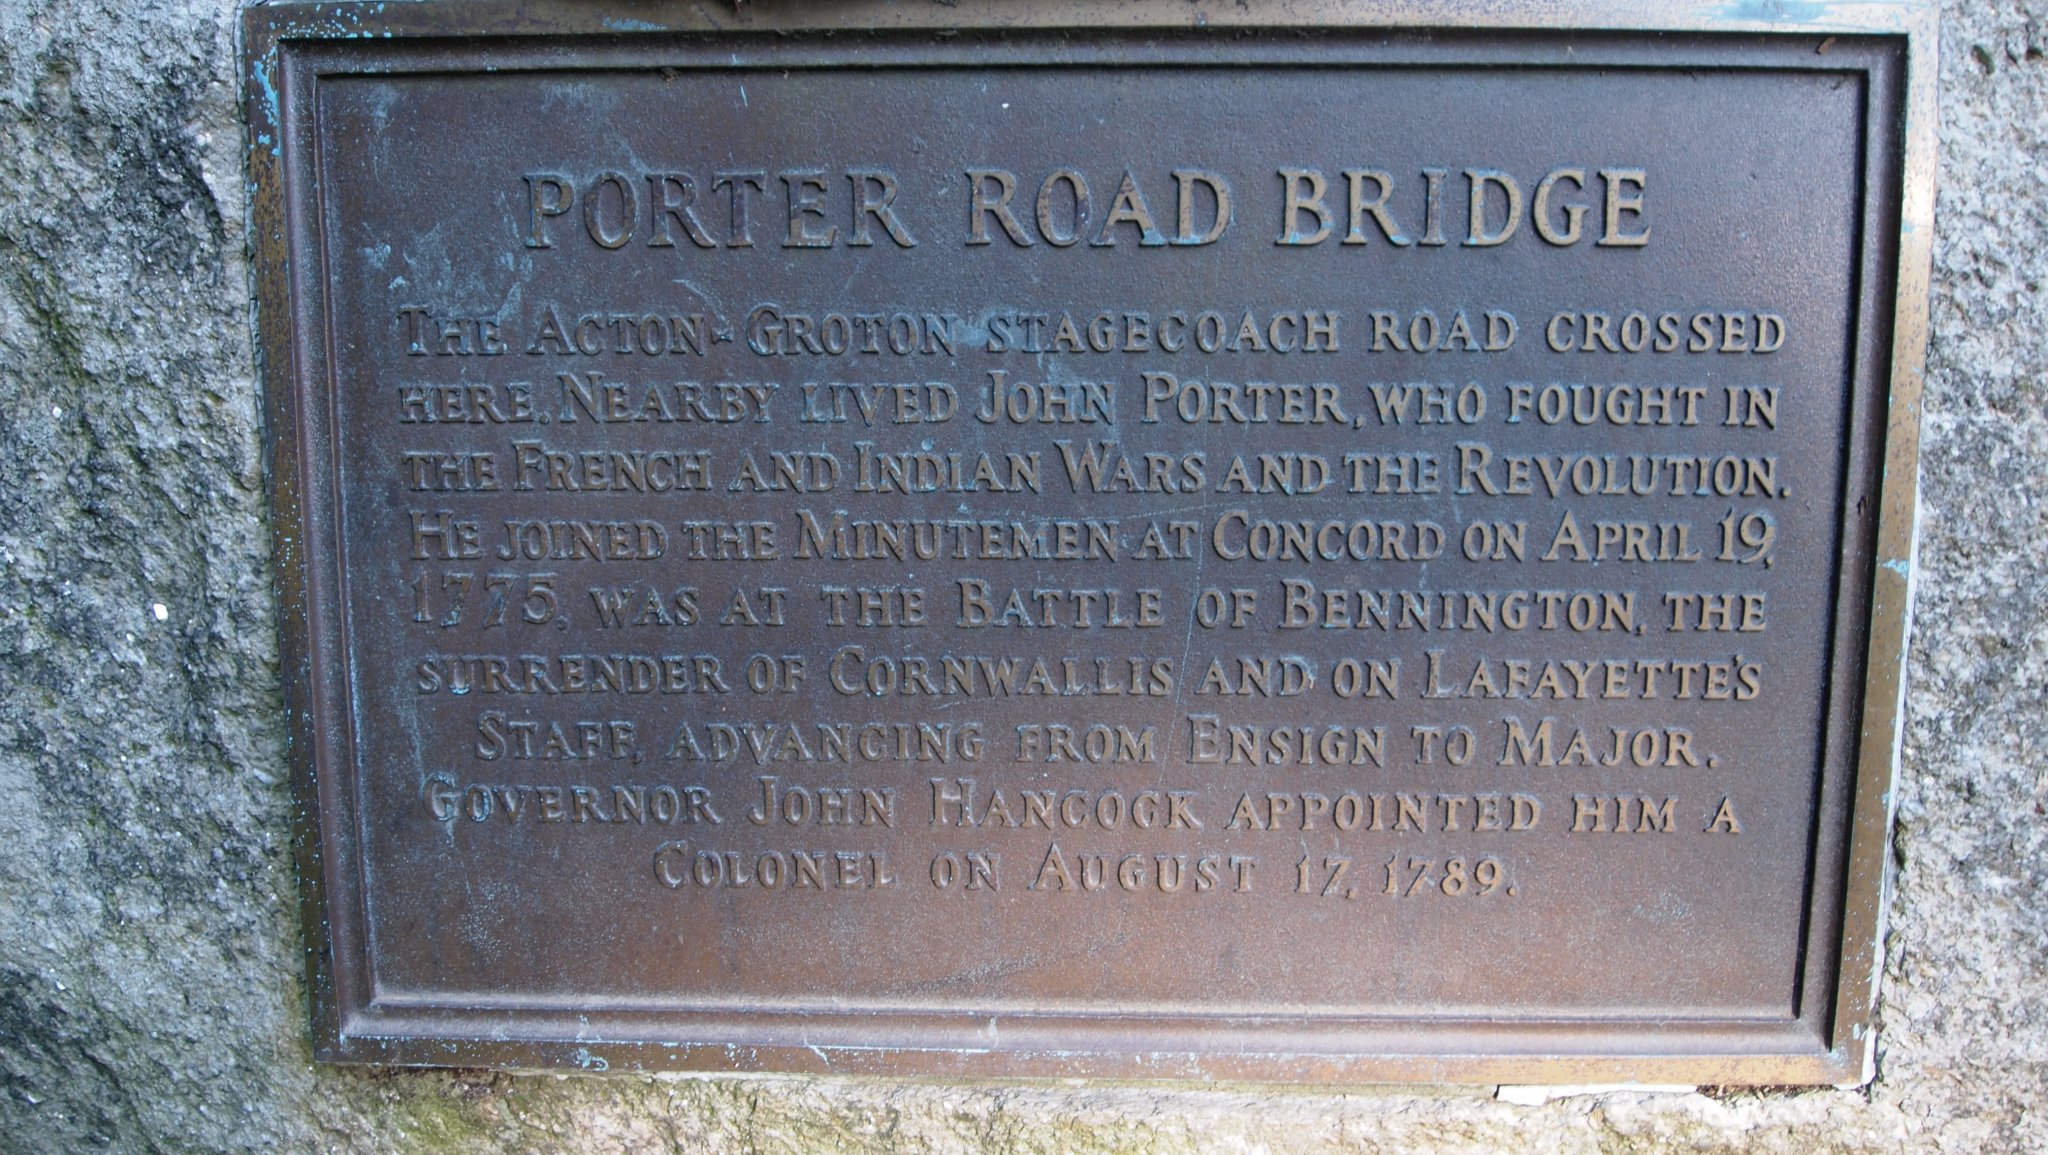 PORTER ROAD BRIDGE
THE ACTON-GROTON STAGECOACH ROAD CROSSED
HERE. NEARBY LIVED JOHN PORTER, WHO FOUGHT IN
THE FRENCH AND INDIAN WARS AND THE REVOLUTION.
HE JOINED THE MINUTEMEN AT CONCORD ON APRIL 19,
1775, WAS AT THE BATTLE OF BENNINGTON, THE
SURRENDER OF CORNWALLIS AND ON LAFAYETTE'S
STAFF, ADVANCING FROM ENSIGN TO MAJOR.
GOVERNOR JOHN HANCOCK APPOINTED HIM A
COLONEL ON AUGUST 17, 1789.